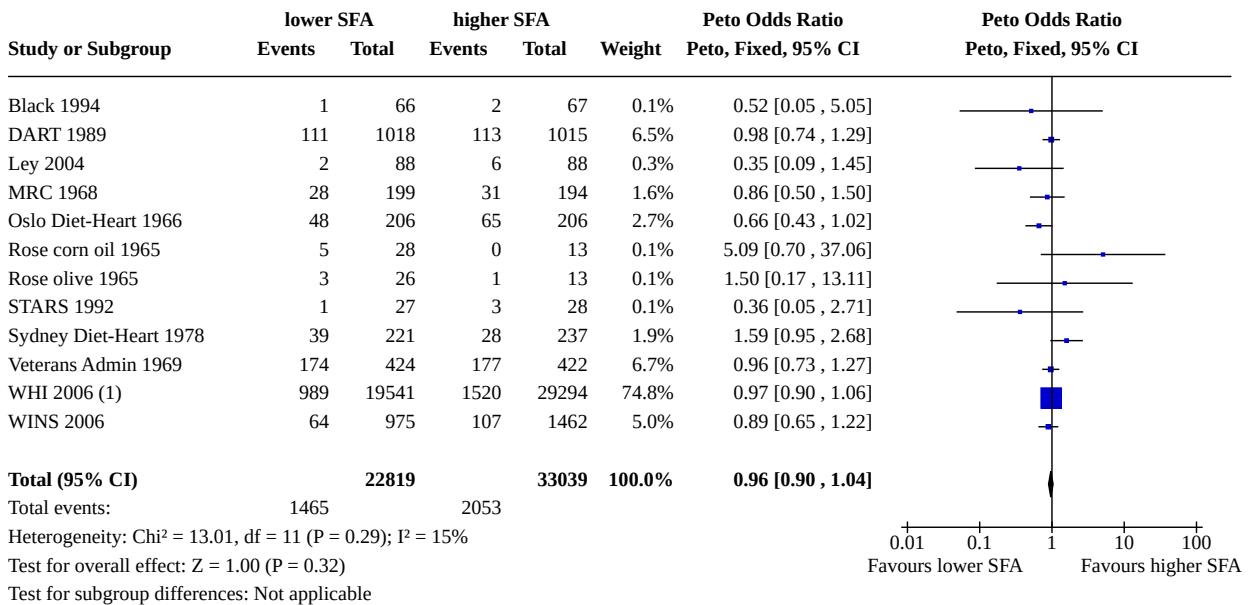 lower SFA higher SFA Peto Odds Ratio Peto Odds Ratio
Study or Subgroup Events Total Events Total Weight Peto, Fixed, 95% CI Peto, Fixed, 95% CI
Black 1994 1 66 2 67 0.1% 0.52 [0.05 , 5.05]
DART 1989 111 1018 113 1015 6.5% 0.98 [0.74 , 1.29]
Ley 2004 2 88 6 88 0.3% 0.35 [0.09 , 1.45]
MRC 1968 28 199 31 194 1.6% 0.86 [0.50 , 1.50]
Oslo Diet-Heart 1966 48 206 65 206 2.7% 0.66 [0.43 , 1.02]
Rose corn oil 1965 5 28 0 13 0.1% 5.09 [0.70 , 37.06]
Rose olive 1965 3 26 1 13 0.1% 1.50 [0.17 , 13.11]
STARS 1992 1 27 3 28 0.1% 0.36 [0.05 , 2.71]
Sydney Diet-Heart 1978 39 221 28 237 1.9% 1.59 [0.95 , 2.68]
Veterans Admin 1969 174 424 177 422 6.7% 0.96 [0.73 , 1.27]
WHI 2006 (1) 989 19541 1520 29294 74.8% 0.97 [0.90 , 1.06]
WINS 2006 64 975 107 1462 5.0% 0.89 [0.65 , 1.22]
Total (95% CI) 22819 33039 100.0% 0.96 [0.90 , 1.04]
Total events: 1465 2053
Heterogeneity: Chi² = 13.01, df = 11 (P = 0.29); I² = 15%
0.01 0.1 1 10 100
Test for overall effect: Z = 1.00 (P = 0.32)
Favours lower SFA Favours higher SFA
Test for subgroup differences: Not applicable